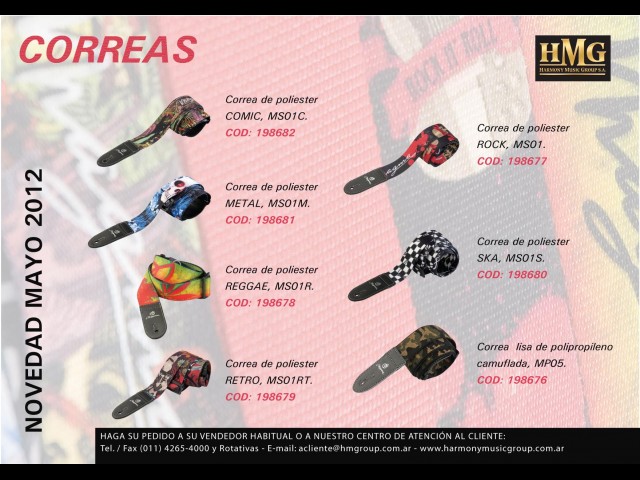 CORREAS
HMG
HARMONY MUSIC GROUP S.A.
NOVEDAD MAYO 2012
Correa de poliester
COMIC, MS01C.
COD: 198682
Correa de poliester
METAL, MS01M.
COD: 198681
Correa de poliester
REGGAE, MS01R.
COD: 198678
Correa de poliester
RETRO, MS01RT.
COD: 198679
Correa de poliester
ROCK, MS01.
COD: 198677
Correa de poliester
SKA, MS01S.
COD: 198680
Correa lisa de polipropileno
camuflada, MP05.
COD: 198676
ROCK N' ROLL
HAGA SU PEDIDO A SU VENDEDOR HABITUAL O A NUESTRO CENTRO DE ATENCIÓN AL CLIENTE:
Tel. / Fax (011) 4265-4000 y Rotativas - E-mail: acliente@hmgroup.com.ar - www.harmonymusicgroup.com.ar